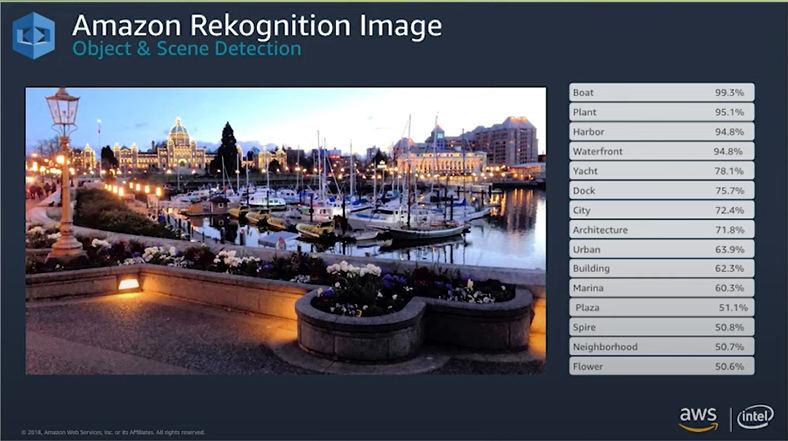 Amazon Rekognition Image
Object & Scene Detection
Boat 99.3%
Plant 95.1%
Harbor 94.8%
Waterfront 94.8%
Yacht 78.1%
Dock 75.7%
City 72.4%
Architecture 71.8%
Urban 63.9%
Building 62.3%
Marina 60.3%
Plaza 51.1%
Spire 50.8%
Neighborhood 50.7%
Flower 50.6%
© 2018, Amazon Web Services, Inc. or its Affiliates. All rights reserved.
aws
intel